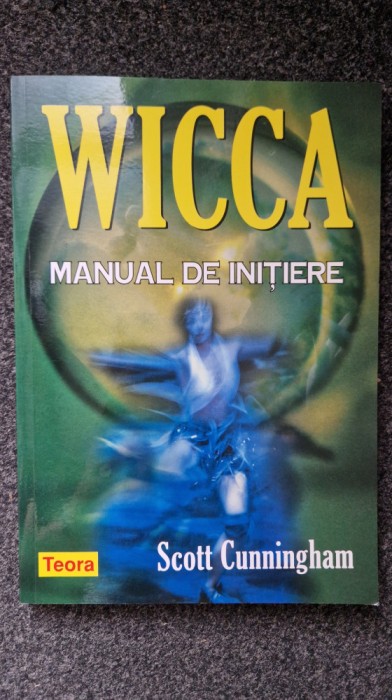 WICCA
MANUAL DE INIȚIERE
Teora
Scott Cunningham